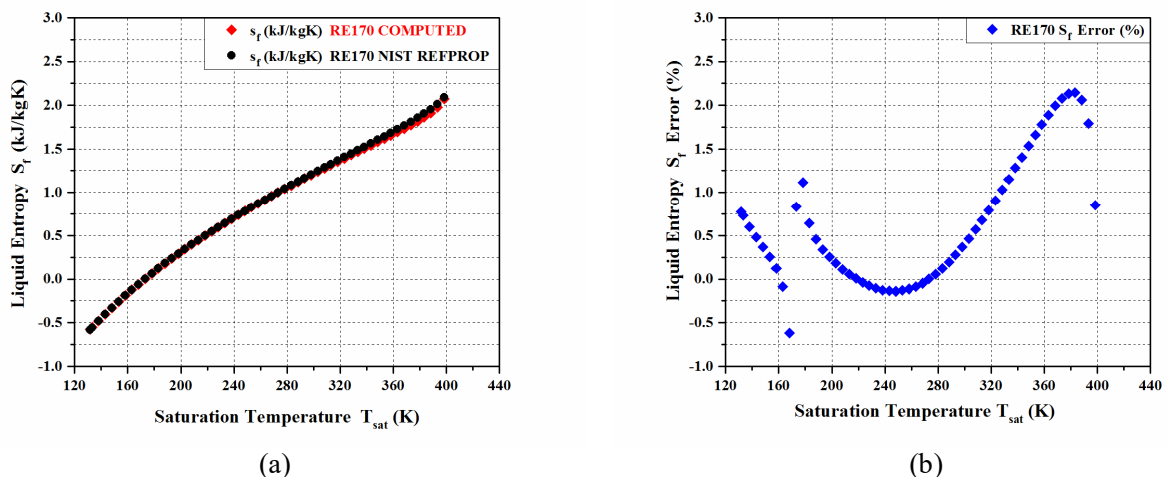 s_f (kJ/kgK) RE170 COMPUTED
s_f (kJ/kgK) RE170 NIST REFPROP
Liquid Entropy S_f (kJ/kgK)
3.0
2.5
2.0
1.5
1.0
0.5
0.0
-0.5
-1.0
120 160 200 240 280 320 360 400 440
Saturation Temperature T_sat (K)
(a)
RE170 S_f Error (%)
Liquid Entropy S_f Error (%)
3.0
2.5
2.0
1.5
1.0
0.5
0.0
-0.5
-1.0
120 160 200 240 280 320 360 400 440
Saturation Temperature T_sat (K)
(b)